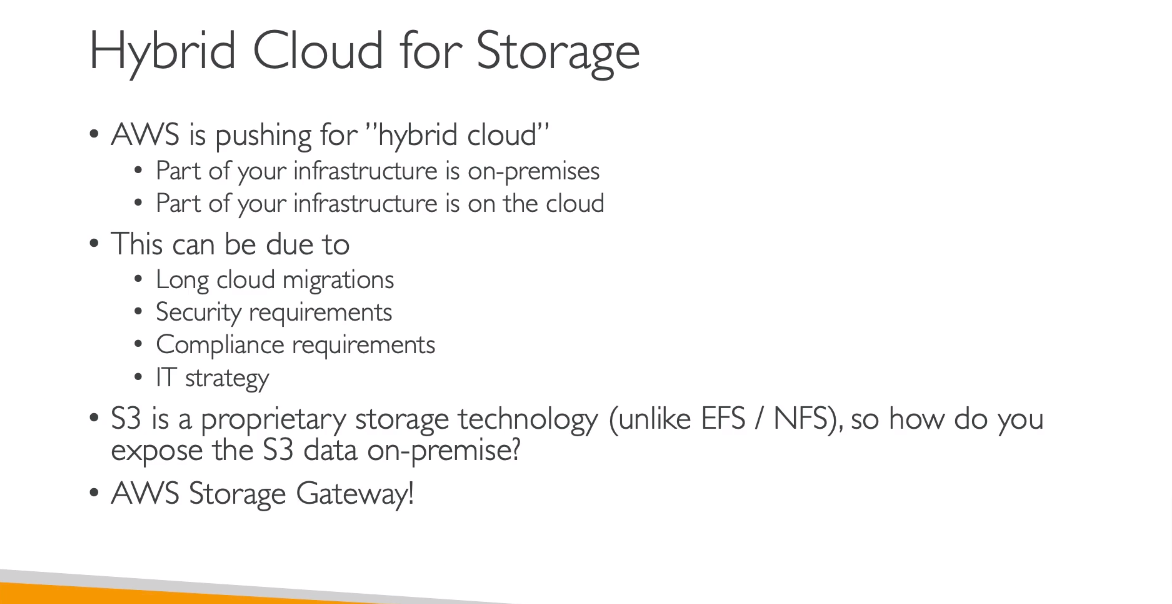 Hybrid Cloud for Storage
• AWS is pushing for ”hybrid cloud”
• Part of your infrastructure is on-premises
• Part of your infrastructure is on the cloud
• This can be due to
• Long cloud migrations
• Security requirements
• Compliance requirements
• IT strategy
• S3 is a proprietary storage technology (unlike EFS / NFS), so how do you
expose the S3 data on-premise?
• AWS Storage Gateway!